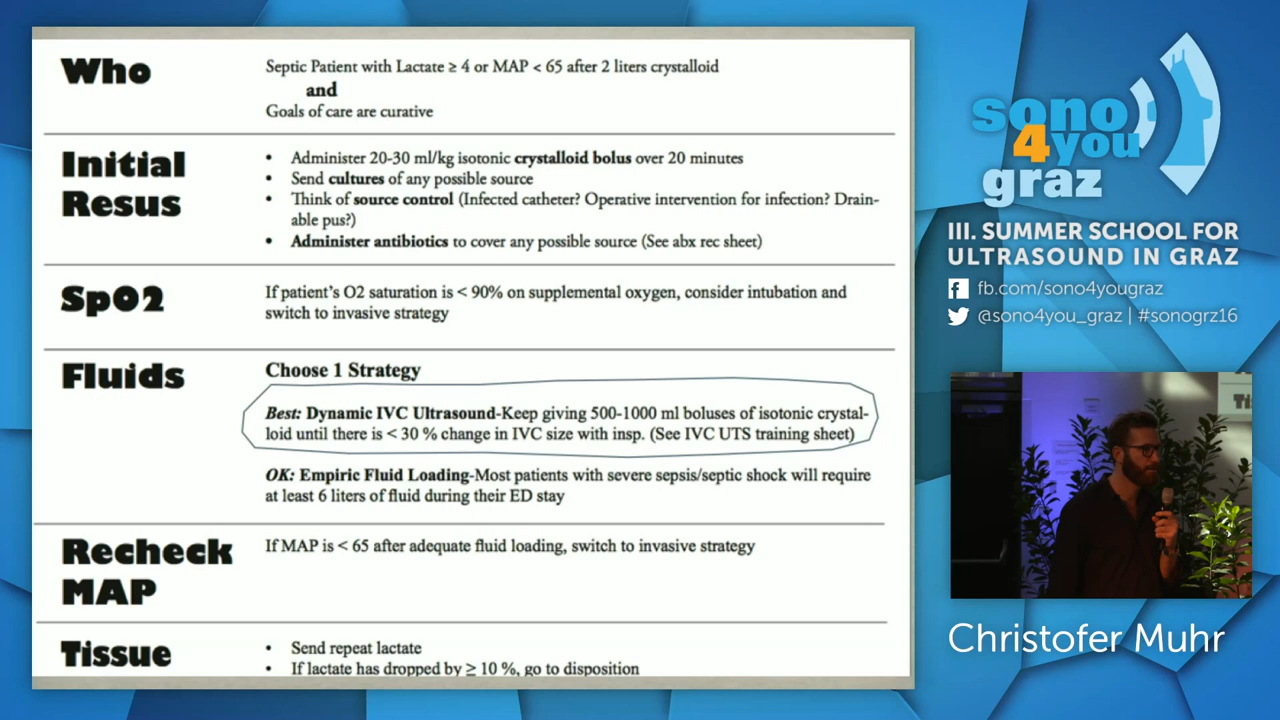 Who
Septic Patient with Lactate ≥ 4 or MAP < 65 after 2 liters crystalloid
and
Goals of care are curative
Initial
Resus
• Administer 20-30 ml/kg isotonic crystalloid bolus over 20 minutes
• Send cultures of any possible source
• Think of source control (Infected catheter? Operative intervention for infection? Drain-
able pus?)
• Administer antibiotics to cover any possible source (See abx rec sheet)
SpO2
If patient's O2 saturation is < 90% on supplemental oxygen, consider intubation and
switch to invasive strategy
Fluids
Choose 1 Strategy
Best: Dynamic IVC Ultrasound-Keep giving 500-1000 ml boluses of isotonic crystal-
loid until there is < 30 % change in IVC size with insp. (See IVC UTS training sheet)
OK: Empiric Fluid Loading-Most patients with severe sepsis/septic shock will require
at least 6 liters of fluid during their ED stay
Recheck
MAP
If MAP is < 65 after adequate fluid loading, switch to invasive strategy
Tissue
• Send repeat lactate
• If lactate has dropped by ≥ 10 %, go to disposition
sono
4you
graz
III. SUMMER SCHOOL FOR
ULTRASOUND IN GRAZ
fb.com/sono4yougraz
@sono4you_graz | #sonogrz16
Ti
Christofer Muhr